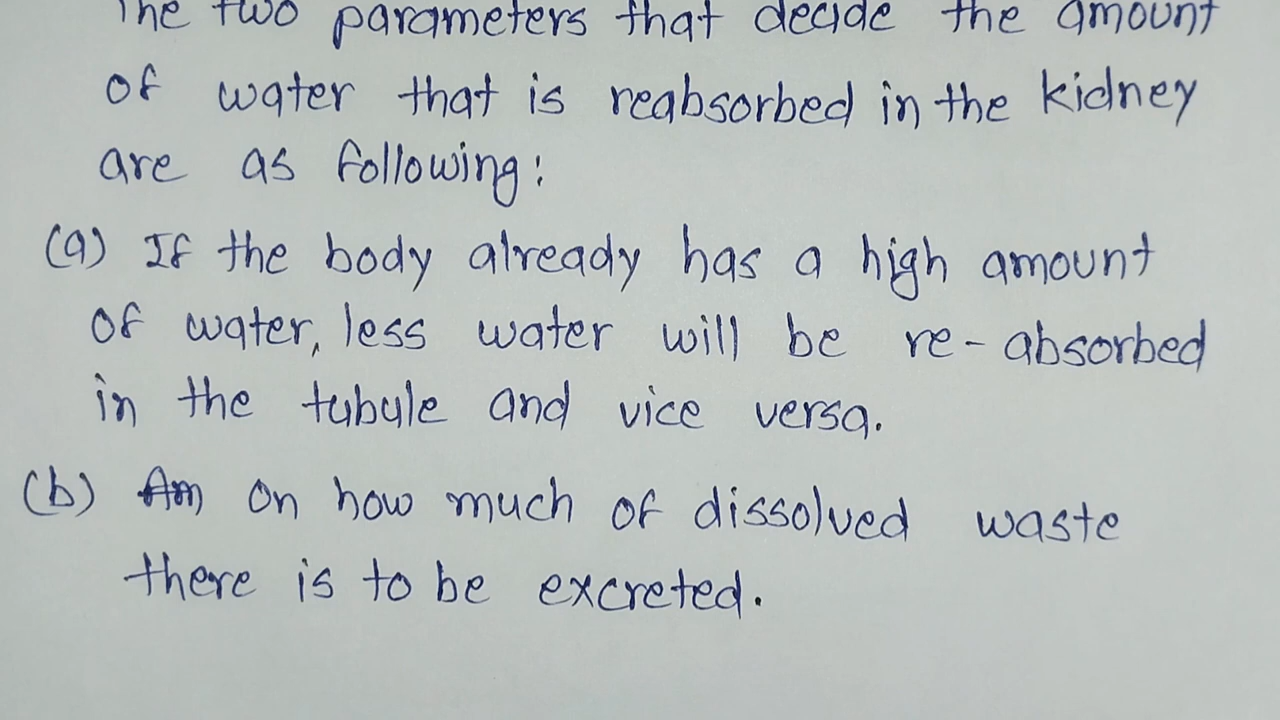 The two parameters that decide the amount
of water that is reabsorbed in the kidney
are as following:
(a) If the body already has a high amount
of water, less water will be re-absorbed
in the tubule and vice versa.
(b) Am on how much of dissolved waste
there is to be excreted.